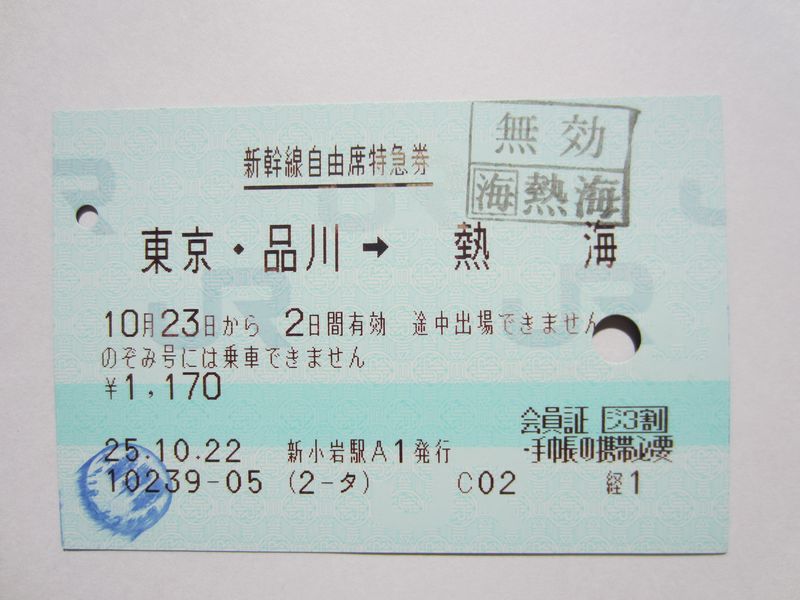 無効
海熱海
新幹線自由席特急券
東京・品川➡熱海
10月23日から 2日間有効 途中出場できません
のぞみ号には乗車できません
¥1,170
会員証 ジ3割
・手帳の携帯必要
25.10.22 新小岩駅A1発行
10239-05 (2-タ) C02 経1